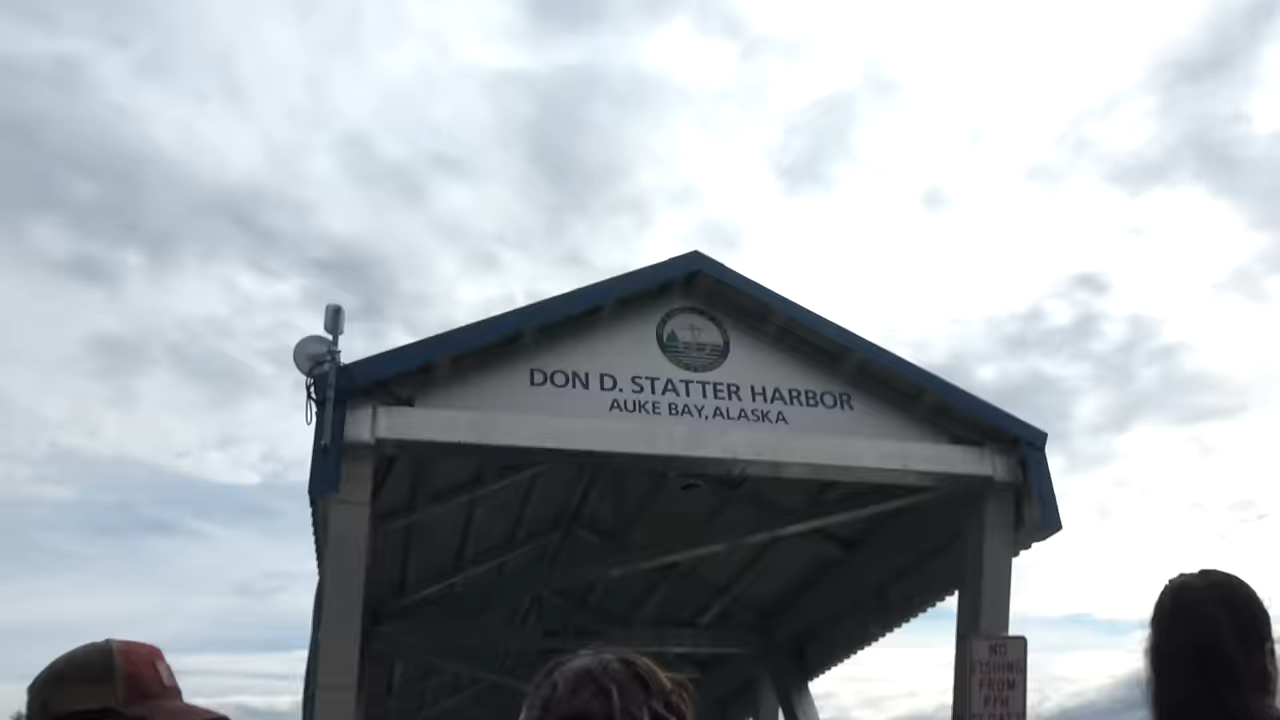 DON D. STATTER HARBOR
AUKE BAY, ALASKA
NO
FISHING
FROM